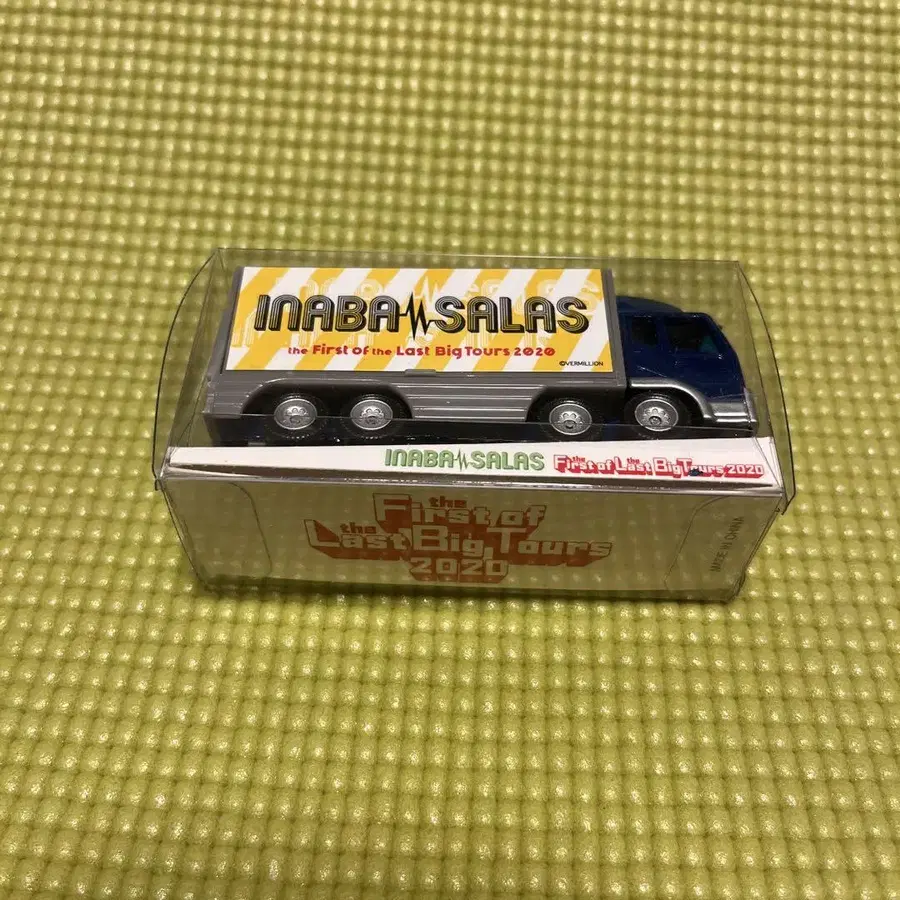 INABA SALAS
the First of the Last Big Tours 2020
©VERMILLION
INABA SALAS the First of the Last Big Tours 2020
the First of
the Last Big Tours
2020
MADE IN CHINA